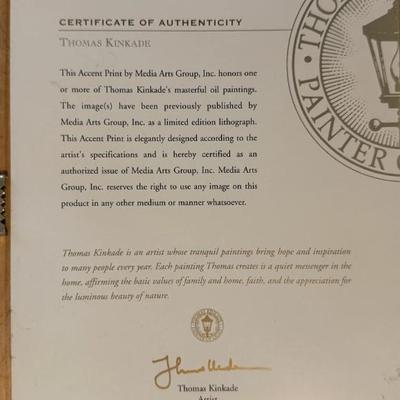 CERTIFICATE OF AUTHENTICITY
THOMAS KINKADE
This Accent Print by Media Arts Group, Inc. honors one
or more of Thomas Kinkade's masterful oil paintings.
The image(s) have been previously published by
Media Arts Group, Inc. as a limited edition lithograph.
This Accent Print is elegantly designed according to the
artist's specifications and is hereby certified as an
authorized issue of Media Arts Group, Inc. Media Arts
Group, Inc. reserves the right to use any image on this
product in any other medium or manner whatsoever.
Thomas Kinkade is an artist whose tranquil paintings bring hope and inspiration
to many people every year. Each painting Thomas creates is a quiet messenger in the
home, affirming the basic values of family and home, faith, and the appreciation for
the luminous beauty of nature.
Thomas Kinkade
Artist
THO
PAINTER